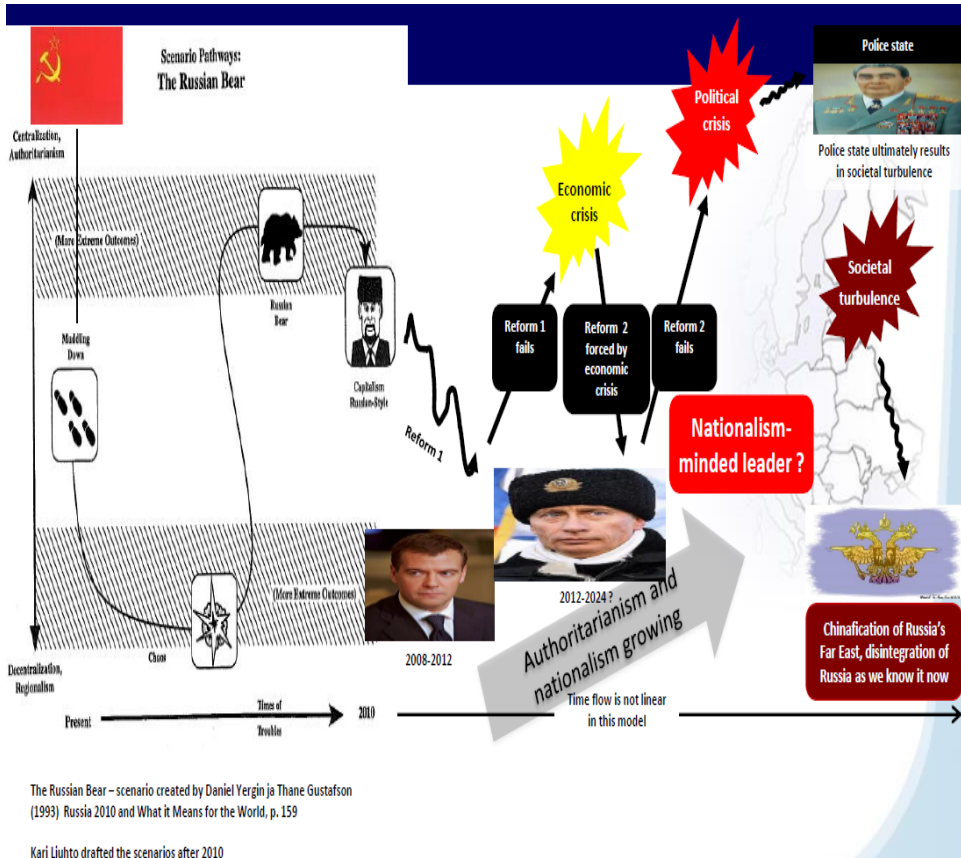 Scenario Pathways:
The Russian Bear
Centralization,
Authoritarianism
(More Extreme Outcomes)
Muddling
Down
Russian
Bear
Capitalism
Russian-Style
(More Extreme Outcomes)
Chaos
Decentralization,
Regionalism
Present
Times of
Troubles
2010
Reform 1
2008-2012
2012-2024 ?
Reform 1
fails
Economic
crisis
Reform 2
forced by
economic
crisis
Reform 2
fails
Political
crisis
Nationalism-
minded leader ?
Authoritarianism and
nationalism growing
Time flow is not linear
in this model
Police state
Police state ultimately results
in societal turbulence
Societal
turbulence
Chinafication of Russia's
Far East, disintegration of
Russia as we know it now
The Russian Bear – scenario created by Daniel Yergin ja Thane Gustafson
(1993) Russia 2010 and What it Means for the World, p. 159
Kari Liuhto drafted the scenarios after 2010